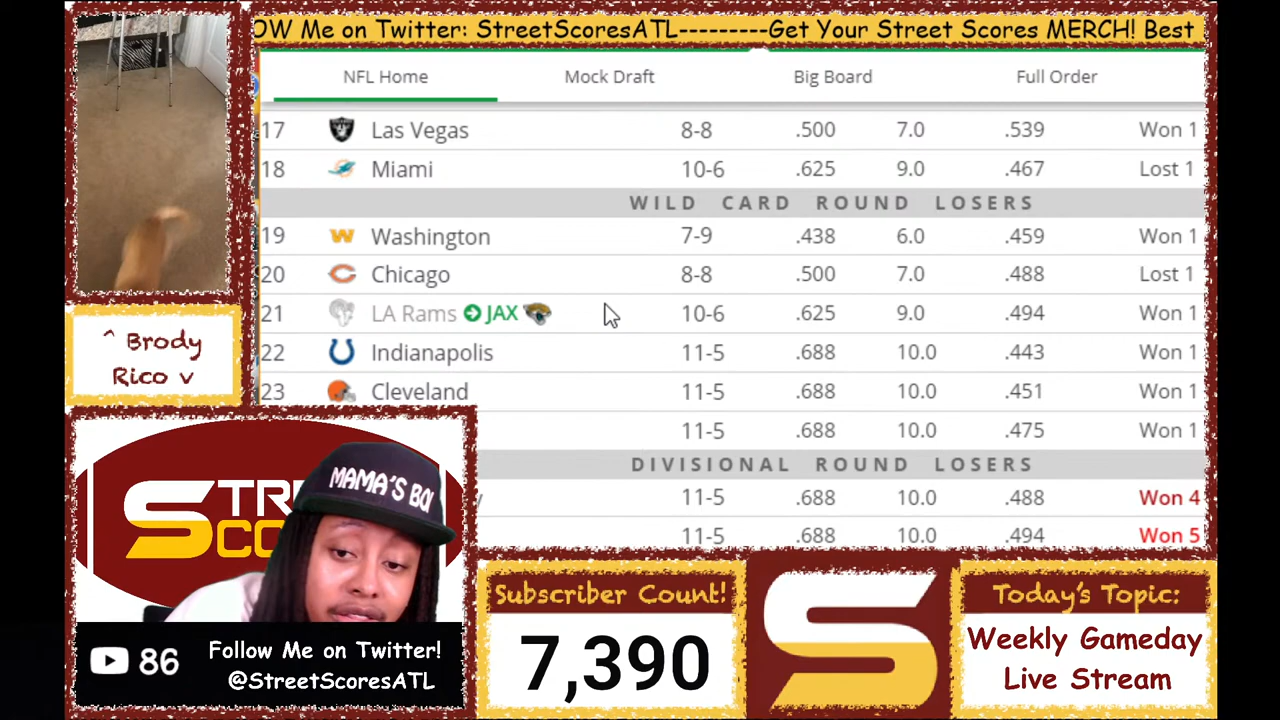 OW Me on Twitter: StreetScoresATL---------Get Your Street Scores MERCH! Best
NFL Home Mock Draft Big Board Full Order
17 Las Vegas 8-8 .500 7.0 .539 Won 1
18 Miami 10-6 .625 9.0 .467 Lost 1
WILD CARD ROUND LOSERS
19 Washington 7-9 .438 6.0 .459 Won 1
20 Chicago 8-8 .500 7.0 .488 Lost 1
21 LA Rams JAX 10-6 .625 9.0 .494 Won 1
22 Indianapolis 11-5 .688 10.0 .443 Won 1
23 Cleveland 11-5 .688 10.0 .451 Won 1
11-5 .688 10.0 .475 Won 1
DIVISIONAL ROUND LOSERS
y 11-5 .688 10.0 .488 Won 4
11-5 .688 10.0 .494 Won 5
^ Brody
Rico v
STRE
SCO
MAMA'S BOI
86
Follow Me on Twitter!
@StreetScoresATL
Subscriber Count!
7,390
S
Today's Topic:
Weekly Gameday
Live Stream